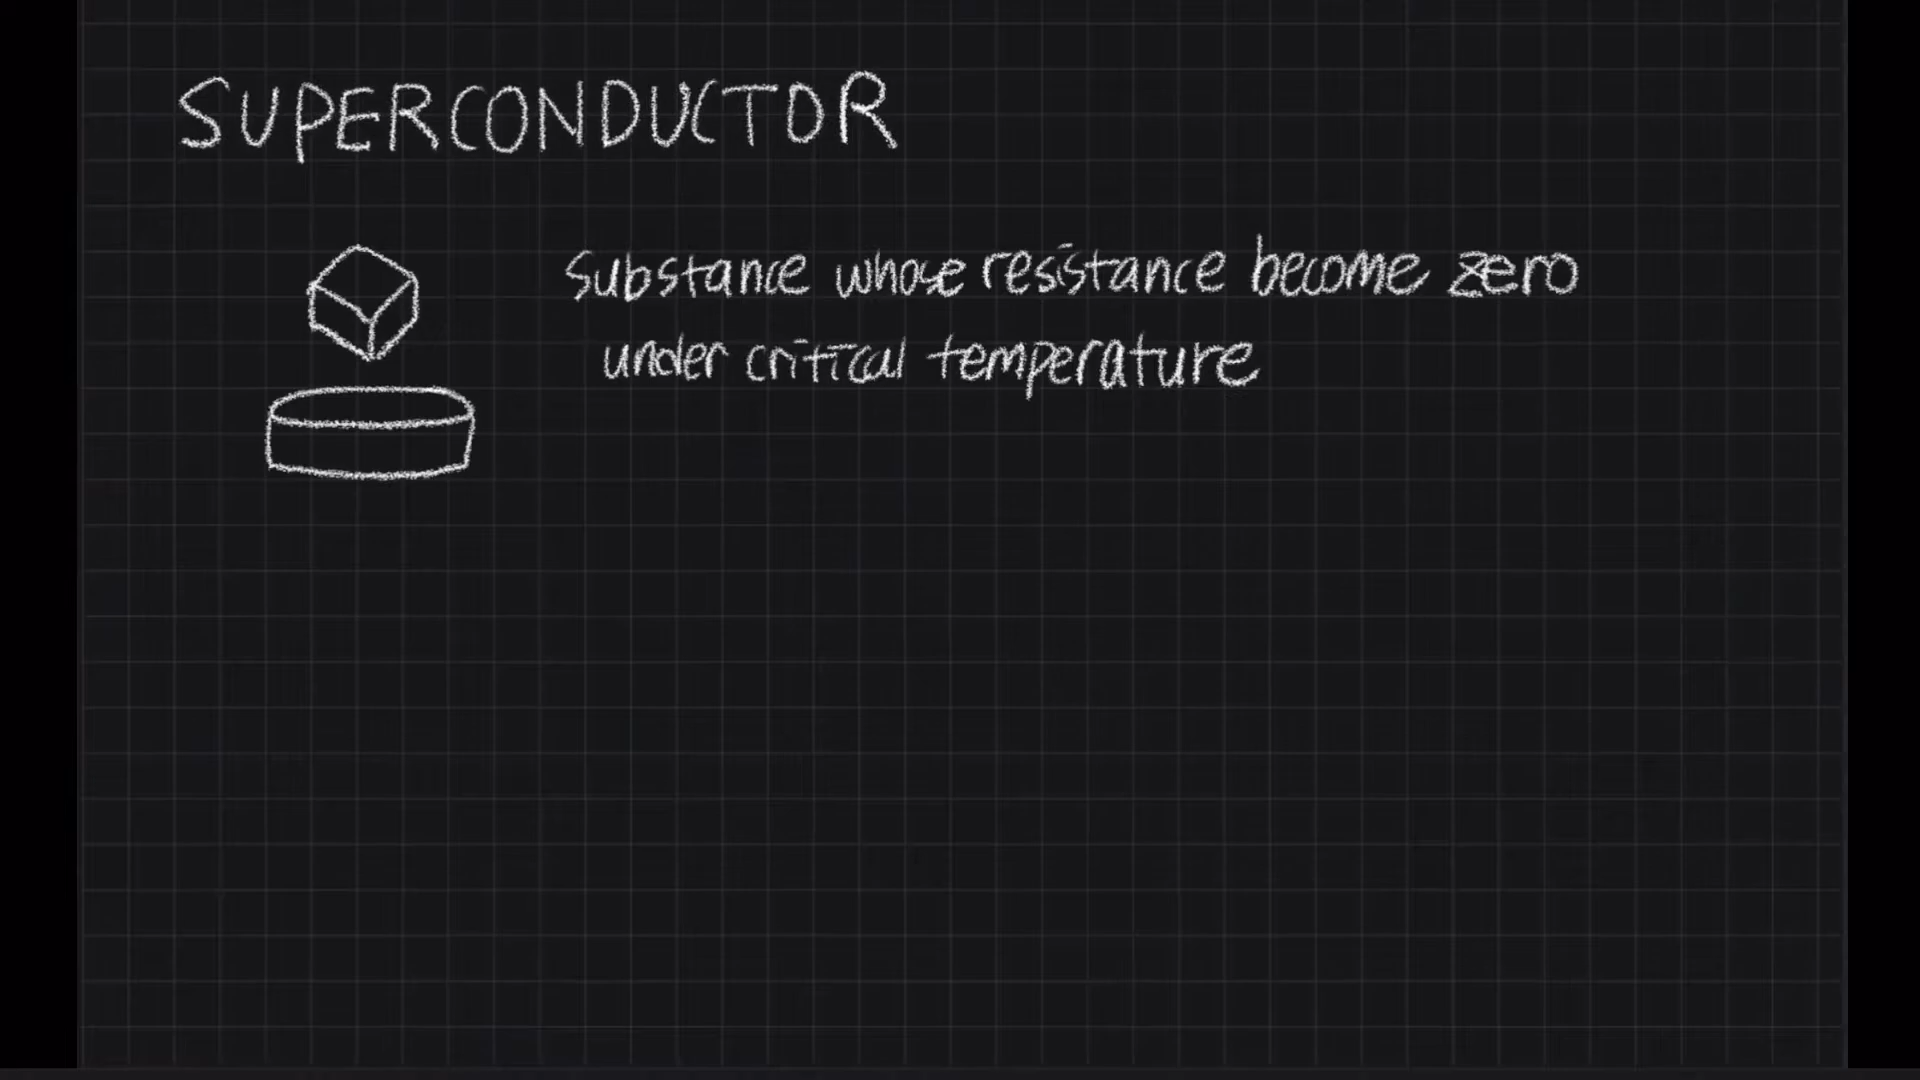 SUPERCONDUCTOR
substance whose resistance become zero
under critical temperature